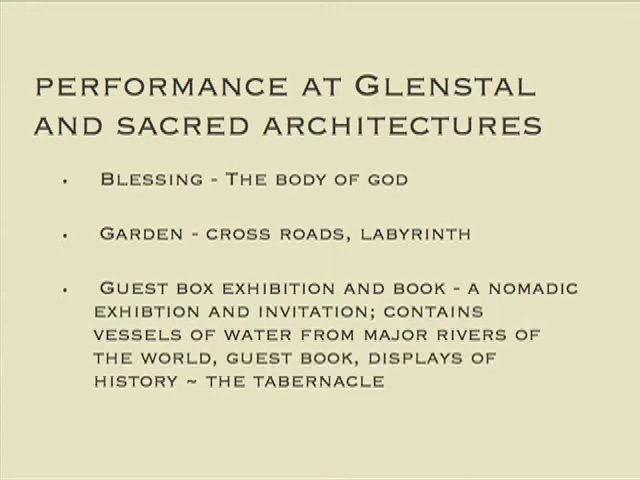 performance at Glenstal
and sacred architectures
• Blessing - The body of god
• Garden - cross roads, labyrinth
• Guest box exhibition and book - a nomadic
exhibtion and invitation; contains
vessels of water from major rivers of
the world, guest book, displays of
history ~ the tabernacle